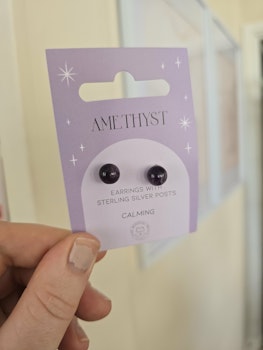 AMETHYST
EARRINGS WITH
STERLING SILVER POSTS
CALMING